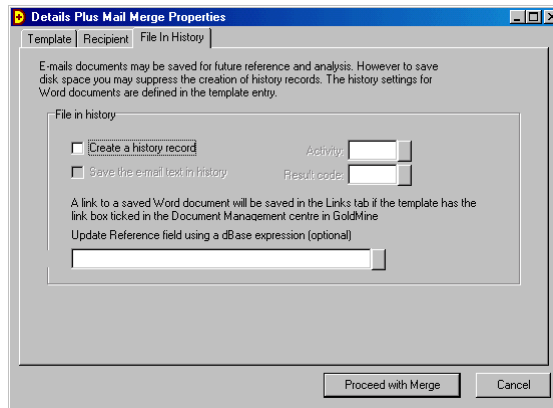 Details Plus Mail Merge Properties
Template Recipient File In History
E-mails documents may be saved for future reference and analysis. However to save
disk space you may suppress the creation of history records. The history settings for
Word documents are defined in the template entry.
File in history
Create a history record
Activity:
Save the e-mail text in history
Result code:
A link to a saved Word document will be saved in the Links tab if the template has the
link box ticked in the Document Management centre in GoldMine
Update Reference field using a dBase expression (optional)
Proceed with Merge Cancel